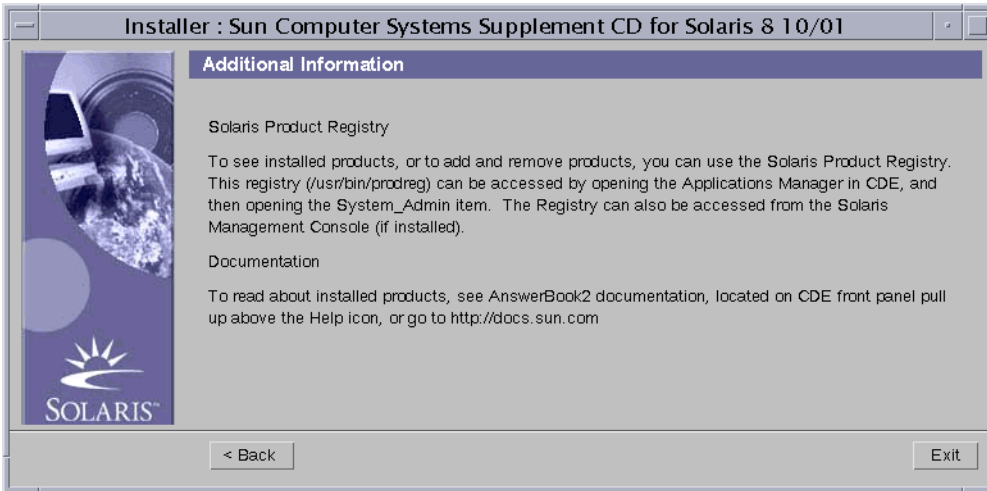 Installer : Sun Computer Systems Supplement CD for Solaris 8 10/01
Additional Information
Solaris Product Registry
To see installed products, or to add and remove products, you can use the Solaris Product Registry.
This registry (/usr/bin/prodreg) can be accessed by opening the Applications Manager in CDE, and
then opening the System_Admin item.  The Registry can also be accessed from the Solaris
Management Console (if installed).
Documentation
To read about installed products, see AnswerBook2 documentation, located on CDE front panel pull
up above the Help icon, or go to http://docs.sun.com
SOLARIS™
< Back
Exit